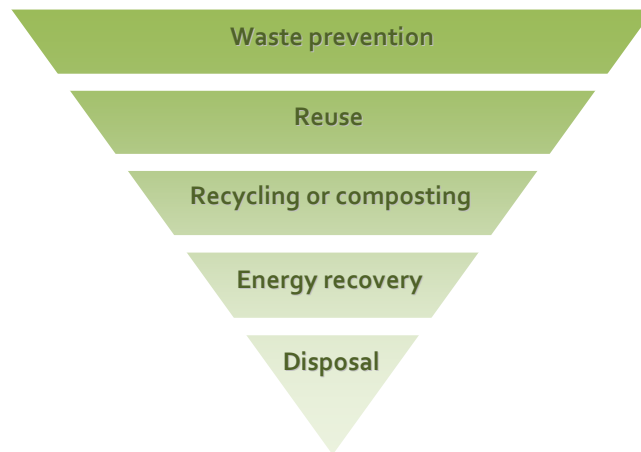 Waste prevention
Reuse
Recycling or composting
Energy recovery
Disposal